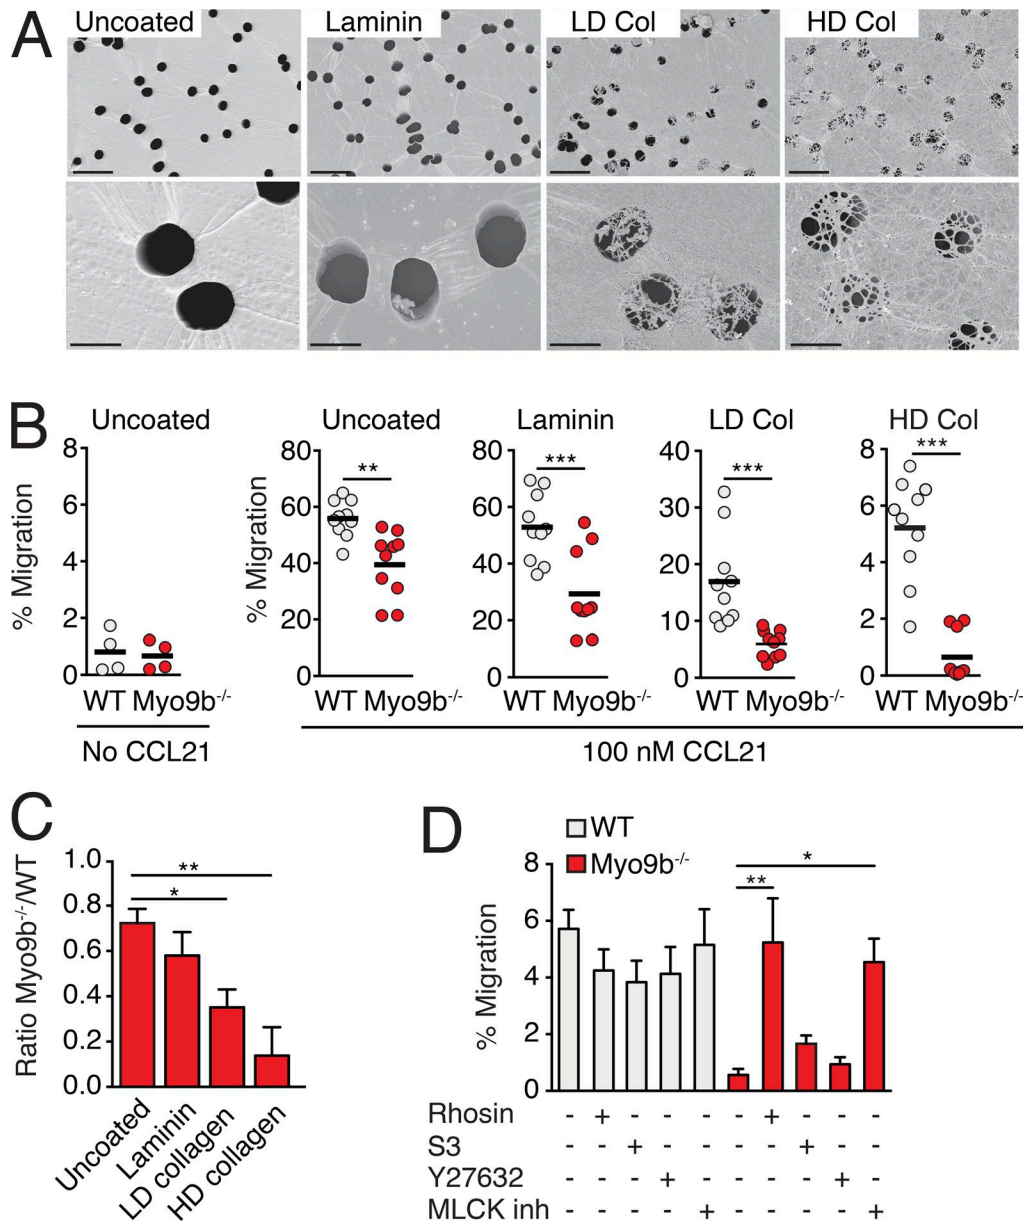 A
Uncoated
Laminin
LD Col
HD Col
B
Uncoated
Uncoated
Laminin
LD Col
HD Col
% Migration
8
6
4
2
0
WT Myo9b-/-
No CCL21
% Migration
80
60
40
20
0
**
WT Myo9b-/-
80
60
40
20
0
***
WT Myo9b-/-
40
30
20
10
0
***
WT Myo9b-/-
8
6
4
2
0
***
WT Myo9b-/-
100 nM CCL21
C
Ratio Myo9b-/-/WT
1.0
0.8
0.6
0.4
0.2
0.0
**
*
Uncoated
Laminin
LD collagen
HD collagen
D
WT
Myo9b-/-
% Migration
8
6
4
2
0
*
**
Rhosin - + - - - - + - - -
S3 - - + - - - - + - -
Y27632 - - - + - - - - + -
MLCK inh - - - - + - - - - +